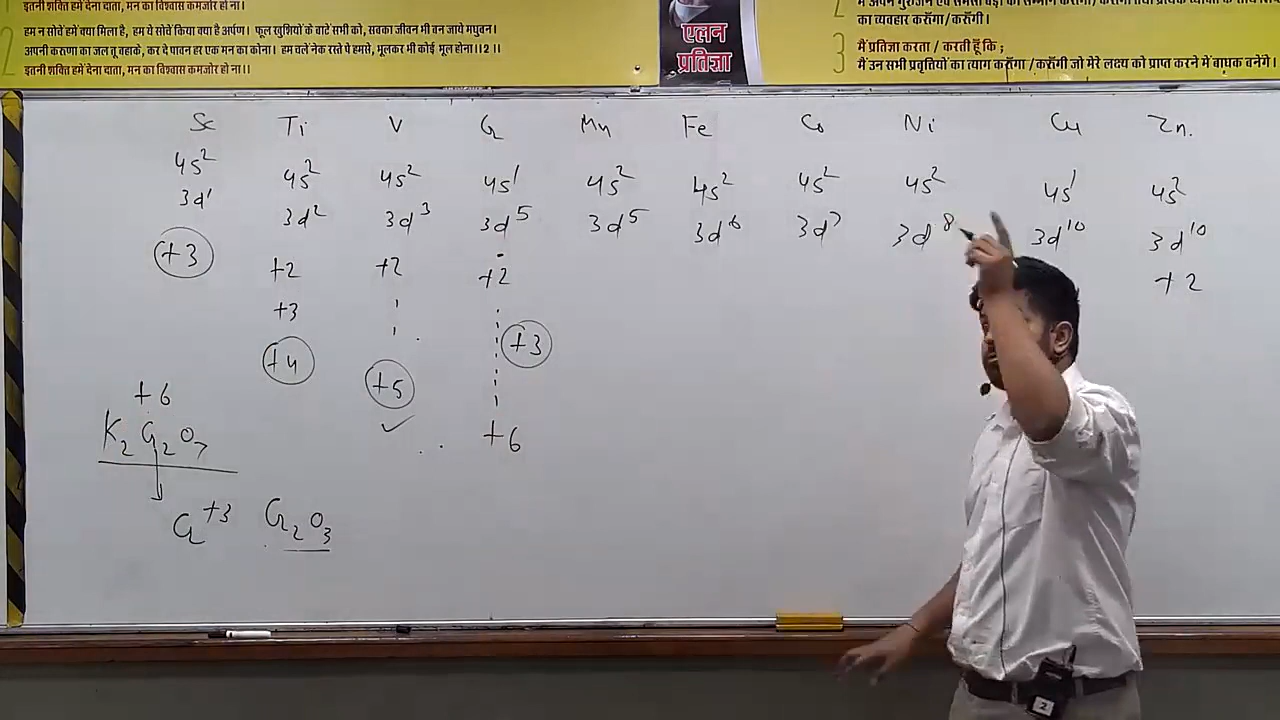 इतनी शक्ति हमें देना दाता, मन का विश्वास कमजोर हो ना।
2
हम न सोचें हमें क्या मिला है, हम ये सोचें किया क्या है अर्पण। फूल खुशियों के बाटें सभी को, सबका जीवन भी बन जाये मधुबन।
अपनी करुणा का जल तू बहाके, कर दे पावन हर एक मन का कोना। हम चलें नेक रस्ते पे हमसे, भूलकर भी कोई भूल होना।।2।।
इतनी शक्ति हमें देना दाता, मन का विश्वास कमजोर हो ना।।
एलन
प्रतिज्ञा
2
का व्यवहार करूँगा/करूँगी।
3
मैं प्रतिज्ञा करता / करती हूँ कि ;
मैं उन सभी प्रवृत्तियों का त्याग करूँगा /करूँगी जो मेरे लक्ष्य को प्राप्त करने में बाधक बनेंगे।
Sc Ti V Cr Mn Fe Co Ni Cu Zn.
4s² 4s² 4s² 4s¹ 4s² 4s² 4s² 4s² 4s¹ 4s²
3d¹ 3d² 3d³ 3d⁵ 3d⁵ 3d⁶ 3d⁷ 3d⁸ 3d¹⁰ 3d¹⁰
+3 +2 +2 +2 +2
+3
+4 +5 +3
+6
+6
K₂Cr₂O₇
Cr⁺³ Cr₂O₃
2